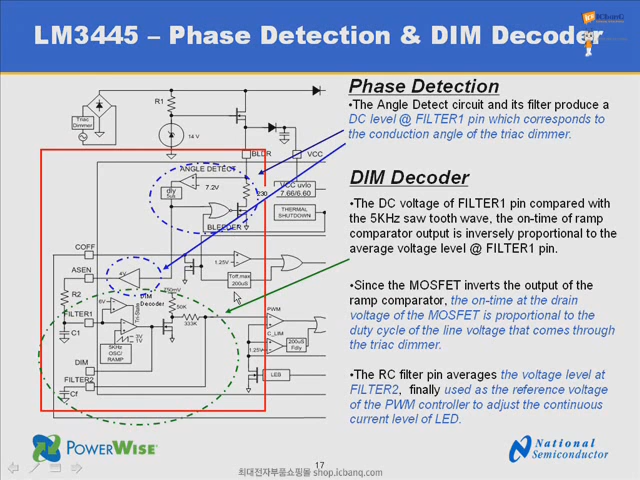 LM3445 – Phase Detection & DIM Decoder
Phase Detection
•The Angle Detect circuit and its filter produce a
DC level @ FILTER1 pin which corresponds to
the conduction angle of the triac dimmer.
DIM Decoder
•The DC voltage of FILTER1 pin compared with
the 5KHz saw tooth wave, the on-time of ramp
comparator output is inversely proportional to the
average voltage level @ FILTER1 pin.
•Since the MOSFET inverts the output of the
ramp comparator, the on-time at the drain
voltage of the MOSFET is proportional to the
duty cycle of the line voltage that comes through
the triac dimmer.
•The RC filter pin averages the voltage level at
FILTER2, finally used as the reference voltage
of the PWM controller to adjust the continuous
current level of LED.
Triac
Dimmer
R1
14 V
BLDR
VCC
ANGLE DETECT
7.2V
230
VCC uvlo
7.66/6.60
THERMAL
SHUTDOWN
BLEEDER
COFF
1.25V
ASEN
4V
Toff max
200uS
R2
DIM
Decoder
750mV
6V
Tri-State
50K
FILTER1
333K
PWM
C1
C_LIM
5KHz
OSC/
RAMP
1.25V
200uS
DIM
FILTER2
Cf
LEB
POWERWISE®
National
Semiconductor
17
최대전자부품쇼핑몰 shop.icbanq.com